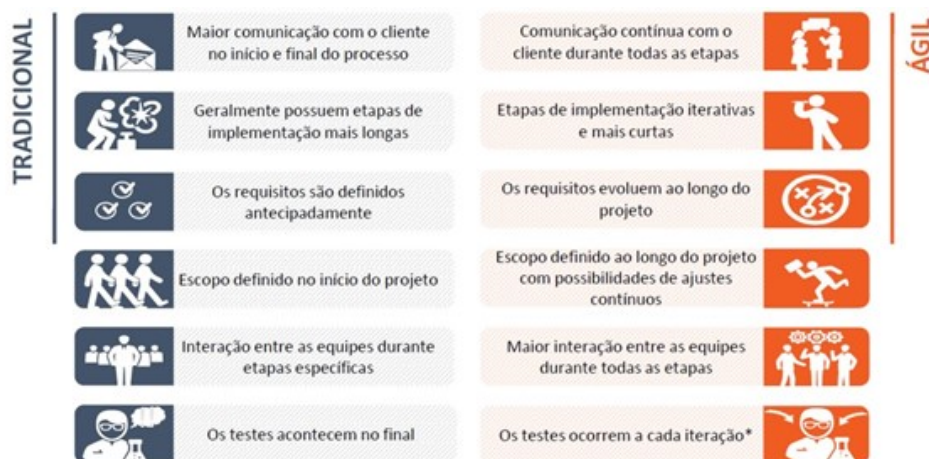 TRADICIONAL
Maior comunicação com o cliente
no início e final do processo
Geralmente possuem etapas de
implementação mais longas
Os requisitos são definidos
antecipadamente
Escopo definido no início do projeto
Interação entre as equipes durante
etapas específicas
Os testes acontecem no final
ÁGIL
Comunicação contínua com o
cliente durante todas as etapas
Etapas de implementação iterativas
e mais curtas
Os requisitos evoluem ao longo do
projeto
Escopo definido ao longo do projeto
com possibilidades de ajustes
contínuos
Maior interação entre as equipes
durante todas as etapas
Os testes ocorrem a cada iteração*